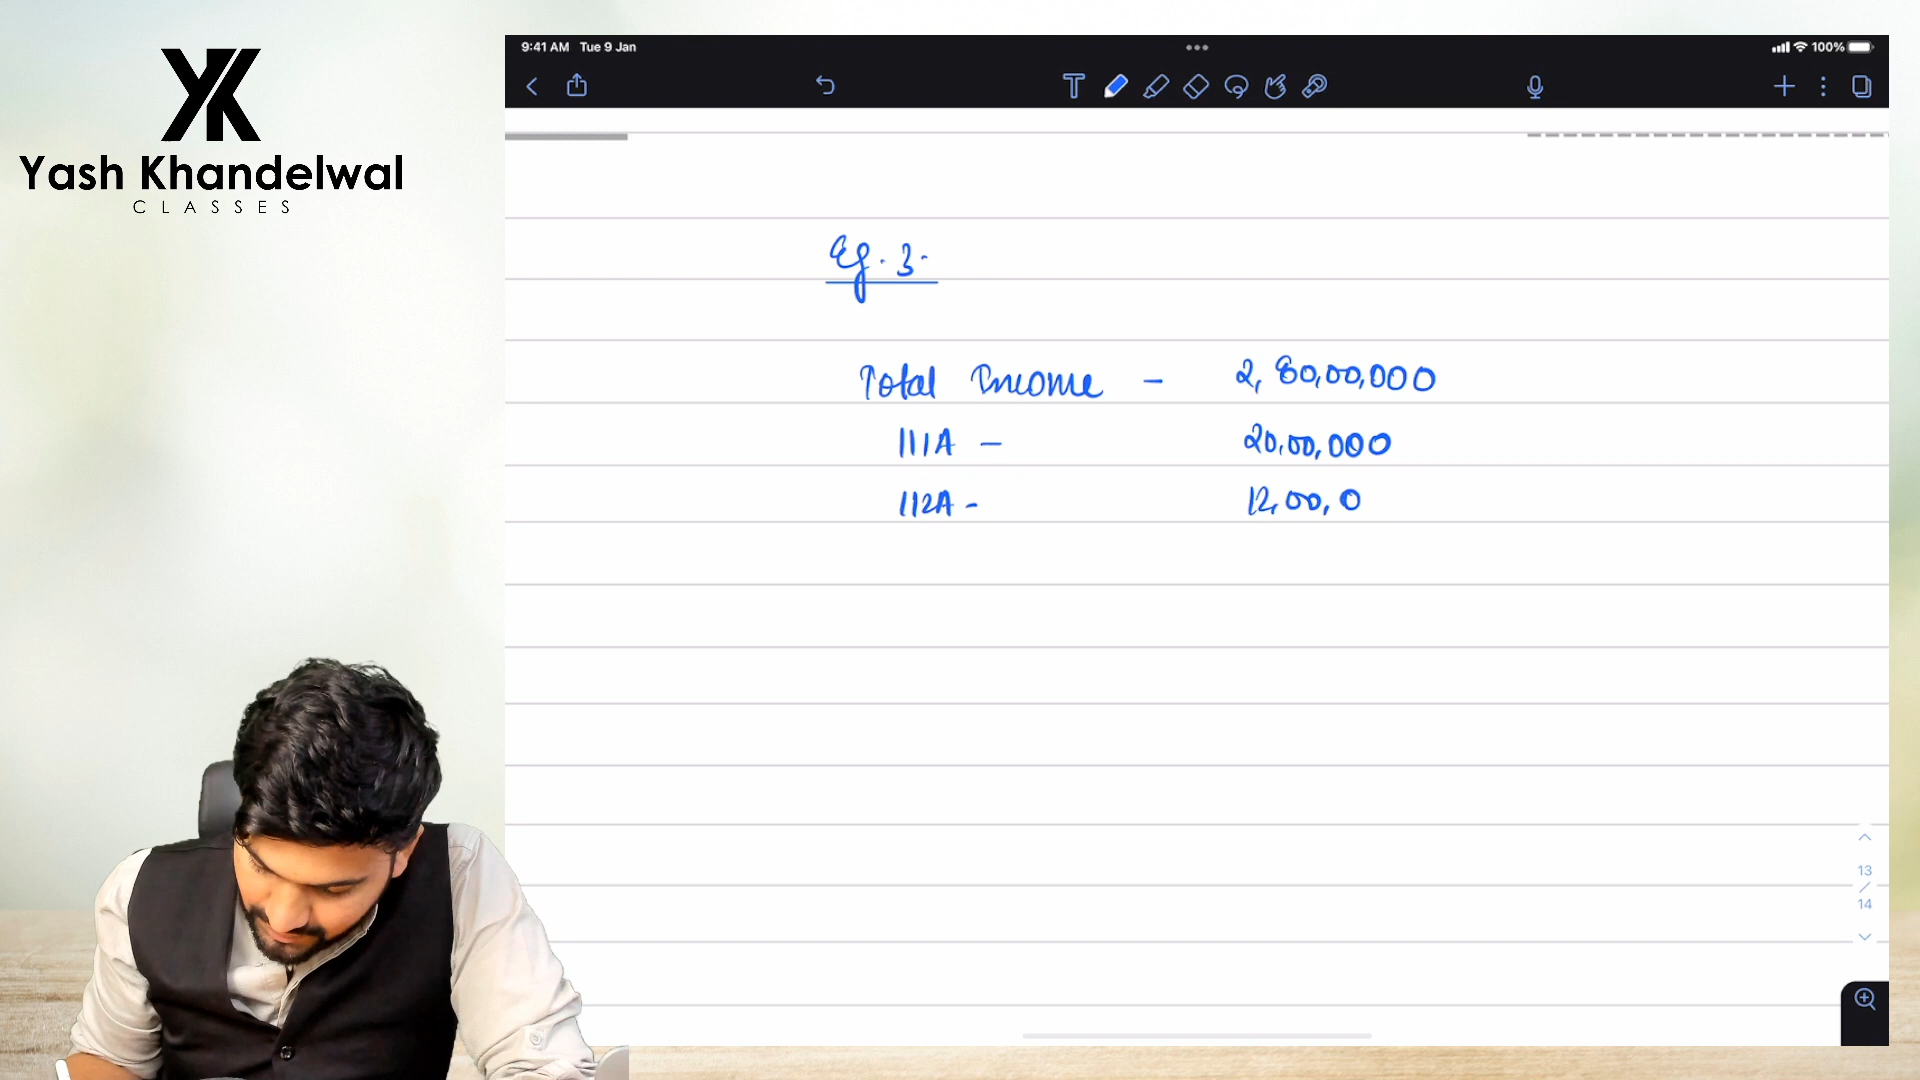 YK
Yash Khandelwal
CLASSES
9:41 AM Tue 9 Jan
100%
Eg. 3.
Total Income - 2,80,00,000
111A - 20,00,000
112A - 12,00,0
13
/
14